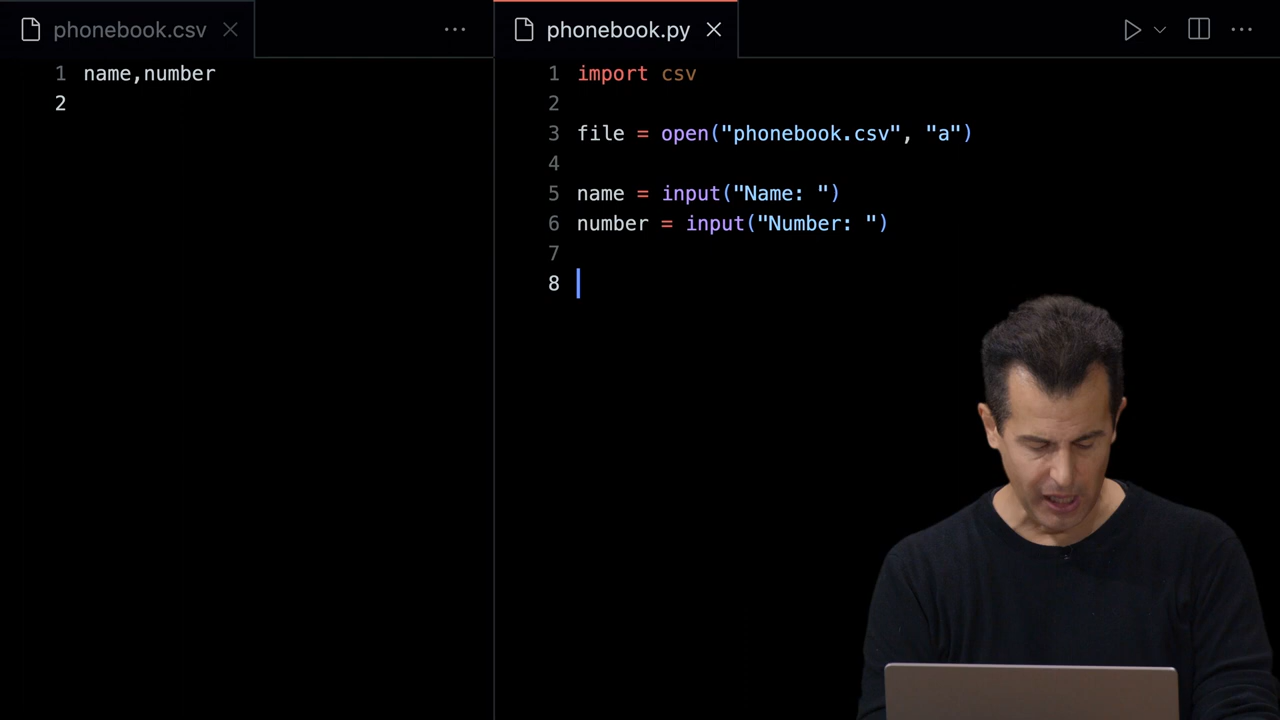 phonebook.csv
1 name,number
2
phonebook.py
1 import csv
2
3 file = open("phonebook.csv", "a")
4
5 name = input("Name: ")
6 number = input("Number: ")
7
8